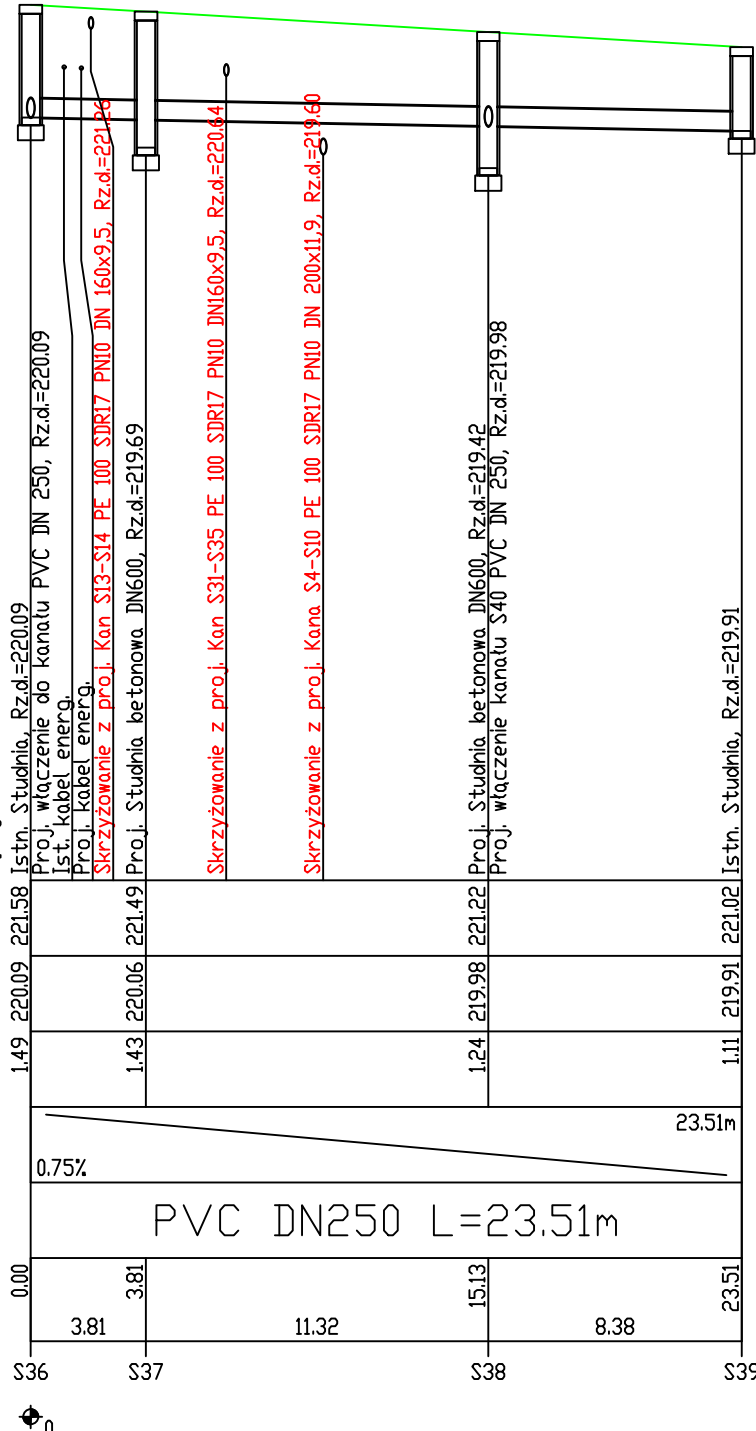 Istn. Studnia, Rz.d.=220.09
Proj. włączenie do kanału PVC DN 250, Rz.d.=220.09
Ist. kabel energ.
Proj. kabel energ.
Skrzyżowanie z proj. Kan S13-S14 PE 100 SDR17 PN10 DN 160x9,5, Rz.d.=221.26
Proj. Studnia betonowa DN600, Rz.d.=219.69
Skrzyżowanie z proj. Kan S31-S35 PE 100 SDR17 PN10 DN160x9,5, Rz.d.=220.64
Skrzyżowanie z proj. Kana S4-S10 PE 100 SDR17 PN10 DN 200x11,9, Rz.d.=219.60
Proj. Studnia betonowa DN600, Rz.d.=219.42
Proj. włączenie kanału S40 PVC DN 250, Rz.d.=219.98
Istn. Studnia, Rz.d.=219.91
221.58 221.49 221.22 221.02
220.09 220.06 219.98 219.91
1.49 1.43 1.24 1.11
23.51m
0.75%
PVC DN250 L=23.51m
0.00 3.81 15.13 23.51
3.81 11.32 8.38
S36 S37 S38 S39